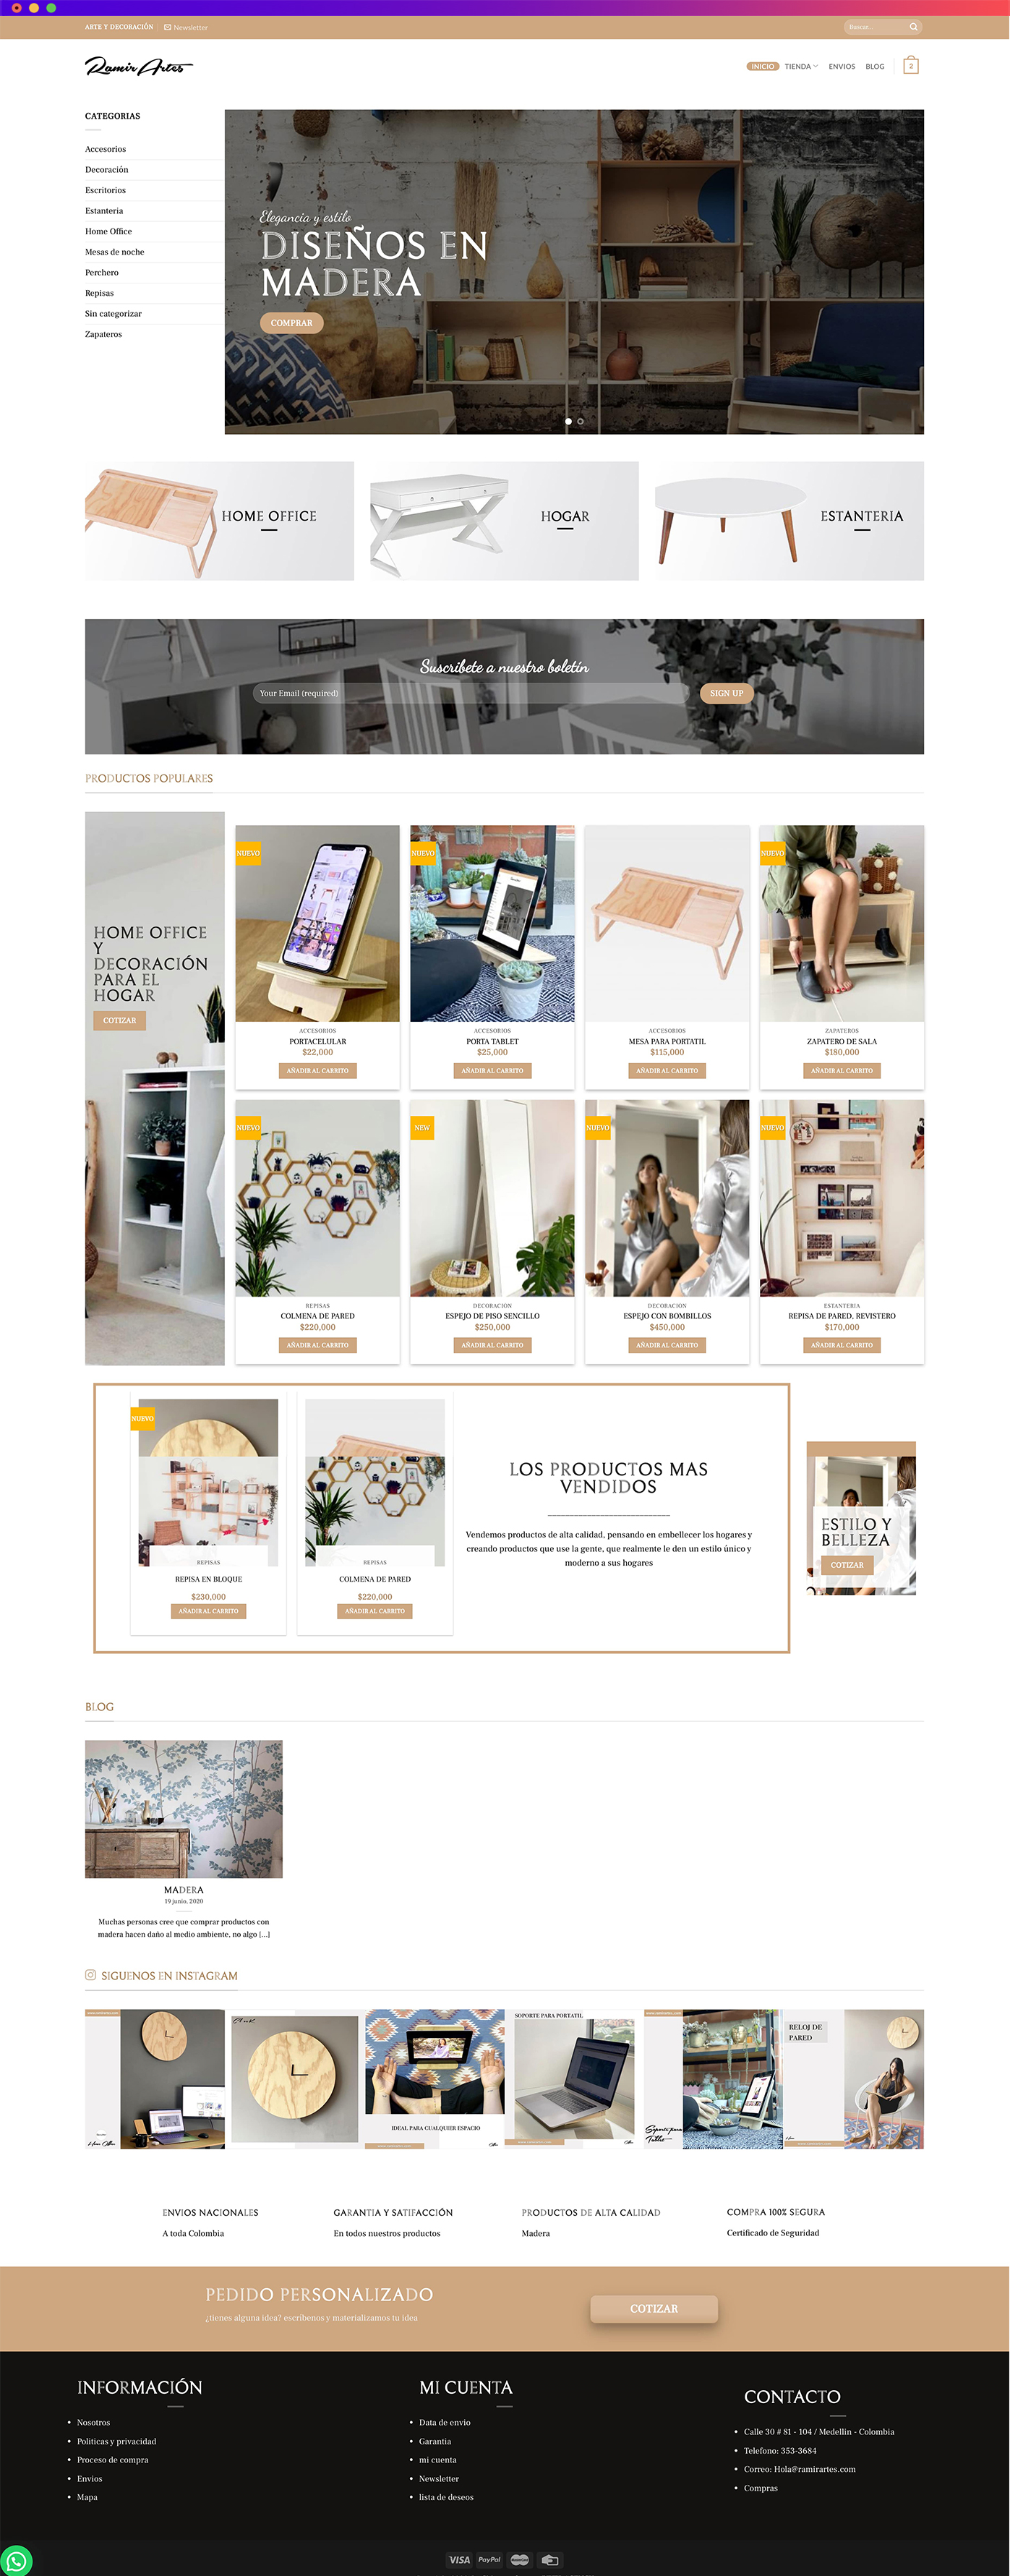 ARTE Y DECORACIÓN
Newsletter
Buscar...
Ramir Artes
INICIO
TIENDA
ENVIOS
BLOG
2
CATEGORIAS
Accesorios
Decoración
Escritorios
Estantería
Home Office
Mesas de noche
Perchero
Repisas
Sin categorizar
Zapateros
Elegancia y estilo
DISEÑOS EN
MADERA
COMPRAR
HOME OFFICE
HOGAR
ESTANTERIA
Suscribete a nuestro boletín
Your Email (required)
SIGN UP
PRODUCTOS POPULARES
HOME OFFICE
Y
DECORACIÓN
PARA EL
HOGAR
COTIZAR
NUEVO
ACCESORIOS
PORTACELULAR
$22,000
AÑADIR AL CARRITO
NUEVO
ACCESORIOS
PORTA TABLET
$25,000
AÑADIR AL CARRITO
ACCESORIOS
MESA PARA PORTATIL
$115,000
AÑADIR AL CARRITO
NUEVO
ZAPATEROS
ZAPATERO DE SALA
$180,000
AÑADIR AL CARRITO
NUEVO
REPISAS
COLMENA DE PARED
$220,000
AÑADIR AL CARRITO
NEW
DECORACIÓN
ESPEJO DE PISO SENCILLO
$250,000
AÑADIR AL CARRITO
NUEVO
DECORACIÓN
ESPEJO CON BOMBILLOS
$450,000
AÑADIR AL CARRITO
NUEVO
ESTANTERÍA
REPISA DE PARED, REVISTERO
$170,000
AÑADIR AL CARRITO
NUEVO
REPISAS
REPISA EN BLOQUE
$230,000
AÑADIR AL CARRITO
REPISAS
COLMENA DE PARED
$220,000
AÑADIR AL CARRITO
LOS PRODUCTOS MAS
VENDIDOS
Vendemos productos de alta calidad, pensando en embellecer los hogares y
creando productos que use la gente, que realmente le den un estilo único y
moderno a sus hogares
ESTILO Y
BELLEZA
COTIZAR
BLOG
MADERA
19 junio, 2020
Muchas personas cree que comprar productos con
madera hacen daño al medio ambiente, no algo [...]
SIGUENOS EN INSTAGRAM
Home Office
Clock
IDEAL PARA CUALQUIER ESPACIO
SOPORTE PARA PORTATIL
Soporte para
Tablet
RELOJ DE
PARED
ENVIOS NACIONALES
A toda Colombia
GARANTIA Y SATIFACCIÓN
En todos nuestros productos
PRODUCTOS DE ALTA CALIDAD
Madera
COMPRA 100% SEGURA
Certificado de Seguridad
PEDIDO PERSONALIZADO
¿tienes alguna idea? escribenos y materializamos tu idea
COTIZAR
INFORMACIÓN
Nosotros
Politicas y privacidad
Proceso de compra
Envios
Mapa
MI CUENTA
Data de envio
Garantia
mi cuenta
Newsletter
lista de deseos
CONTACTO
Calle 30 # 81 - 104 / Medellin - Colombia
Telefono: 353-3684
Correo: Hola@ramirartes.com
Compras
VISA
PayPal